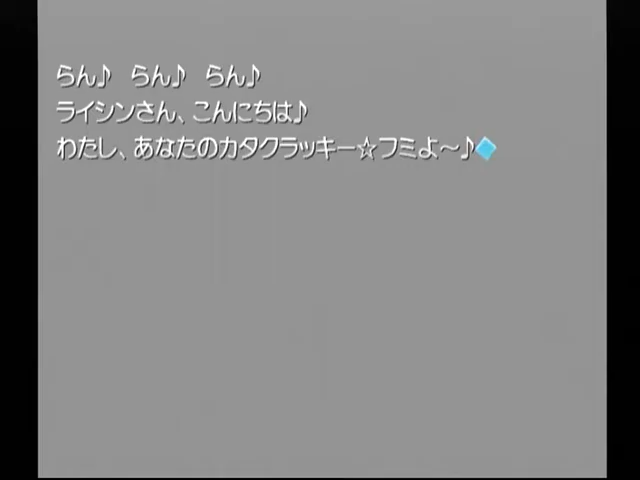 らん♪　らん♪　らん♪
ライシンさん、こんにちは♪
わたし、あなたのカタクラッキー☆フミよ～♪